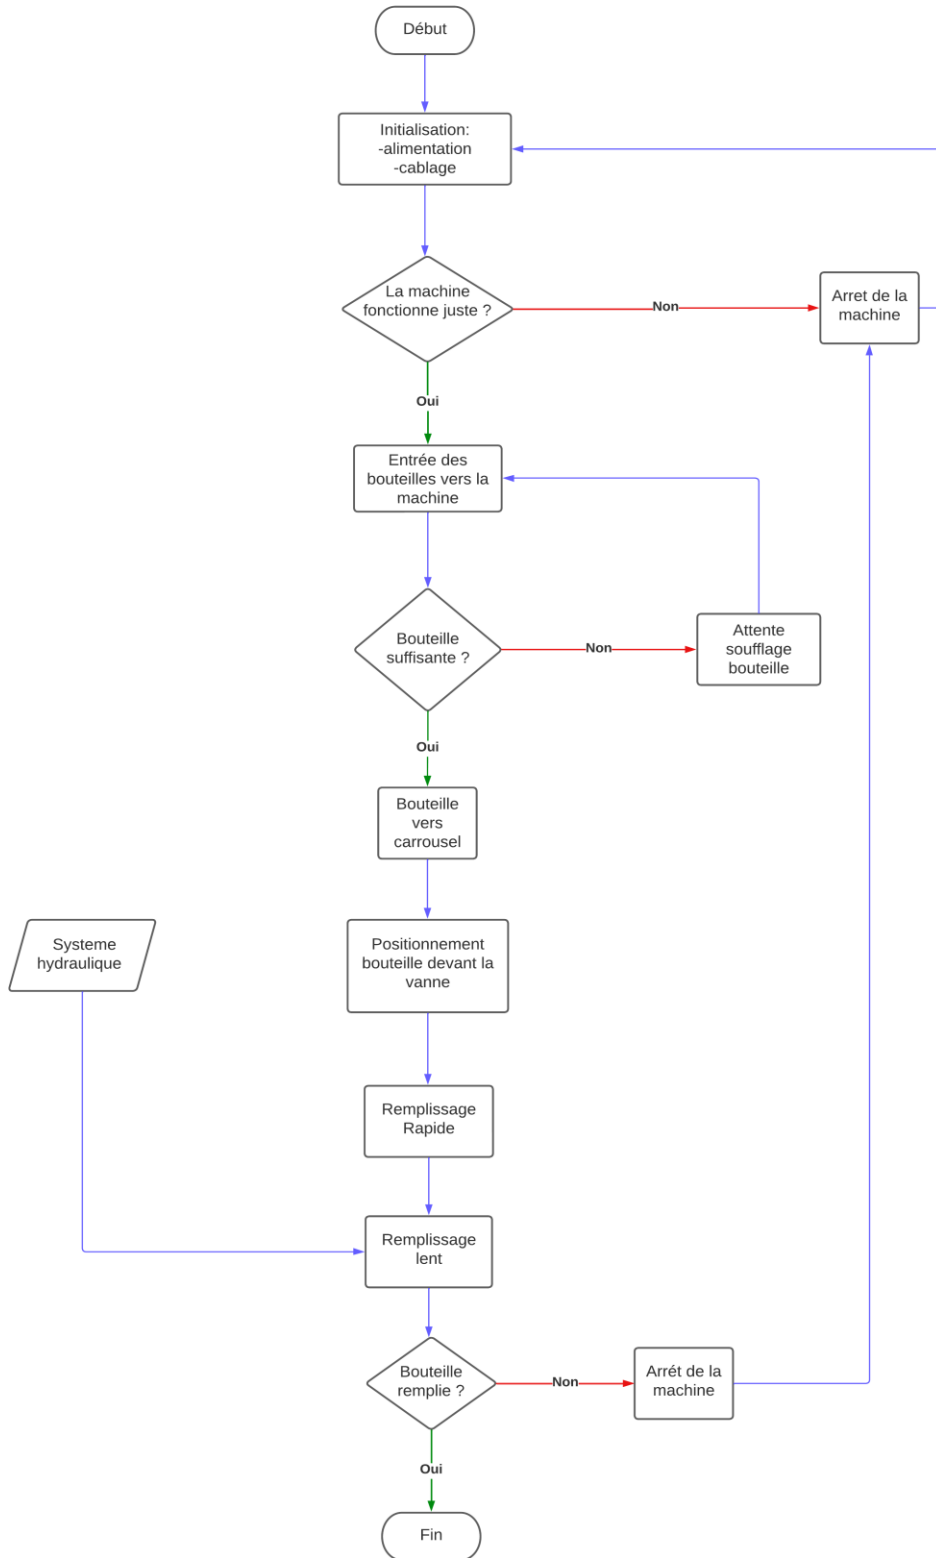 Début
Initialisation:
-alimentation
-cablage
La machine
fonctionne juste ?
Non
Arret de la
machine
Oui
Entrée des
bouteilles vers la
machine
Bouteille
suffisante ?
Non
Attente
soufflage
bouteille
Oui
Bouteille
vers
carrousel
Systeme
hydraulique
Positionnement
bouteille devant la
vanne
Remplissage
Rapide
Remplissage
lent
Bouteille
remplie ?
Non
Arrét de la
machine
Oui
Fin